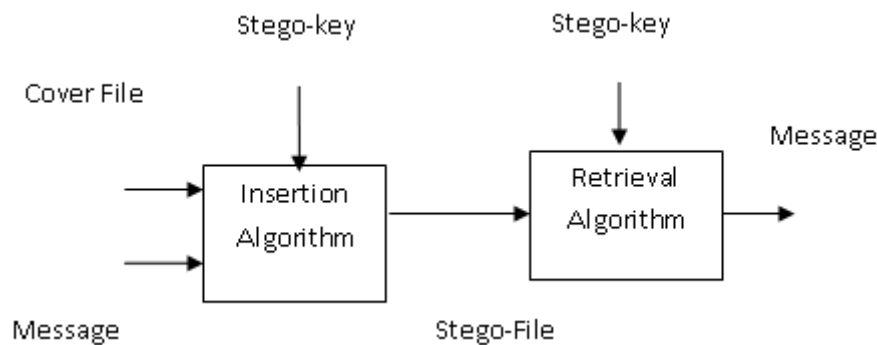 Stego-key
Stego-key
Cover File
Message
Insertion
Algorithm
Retrieval
Algorithm
Message
Stego-File